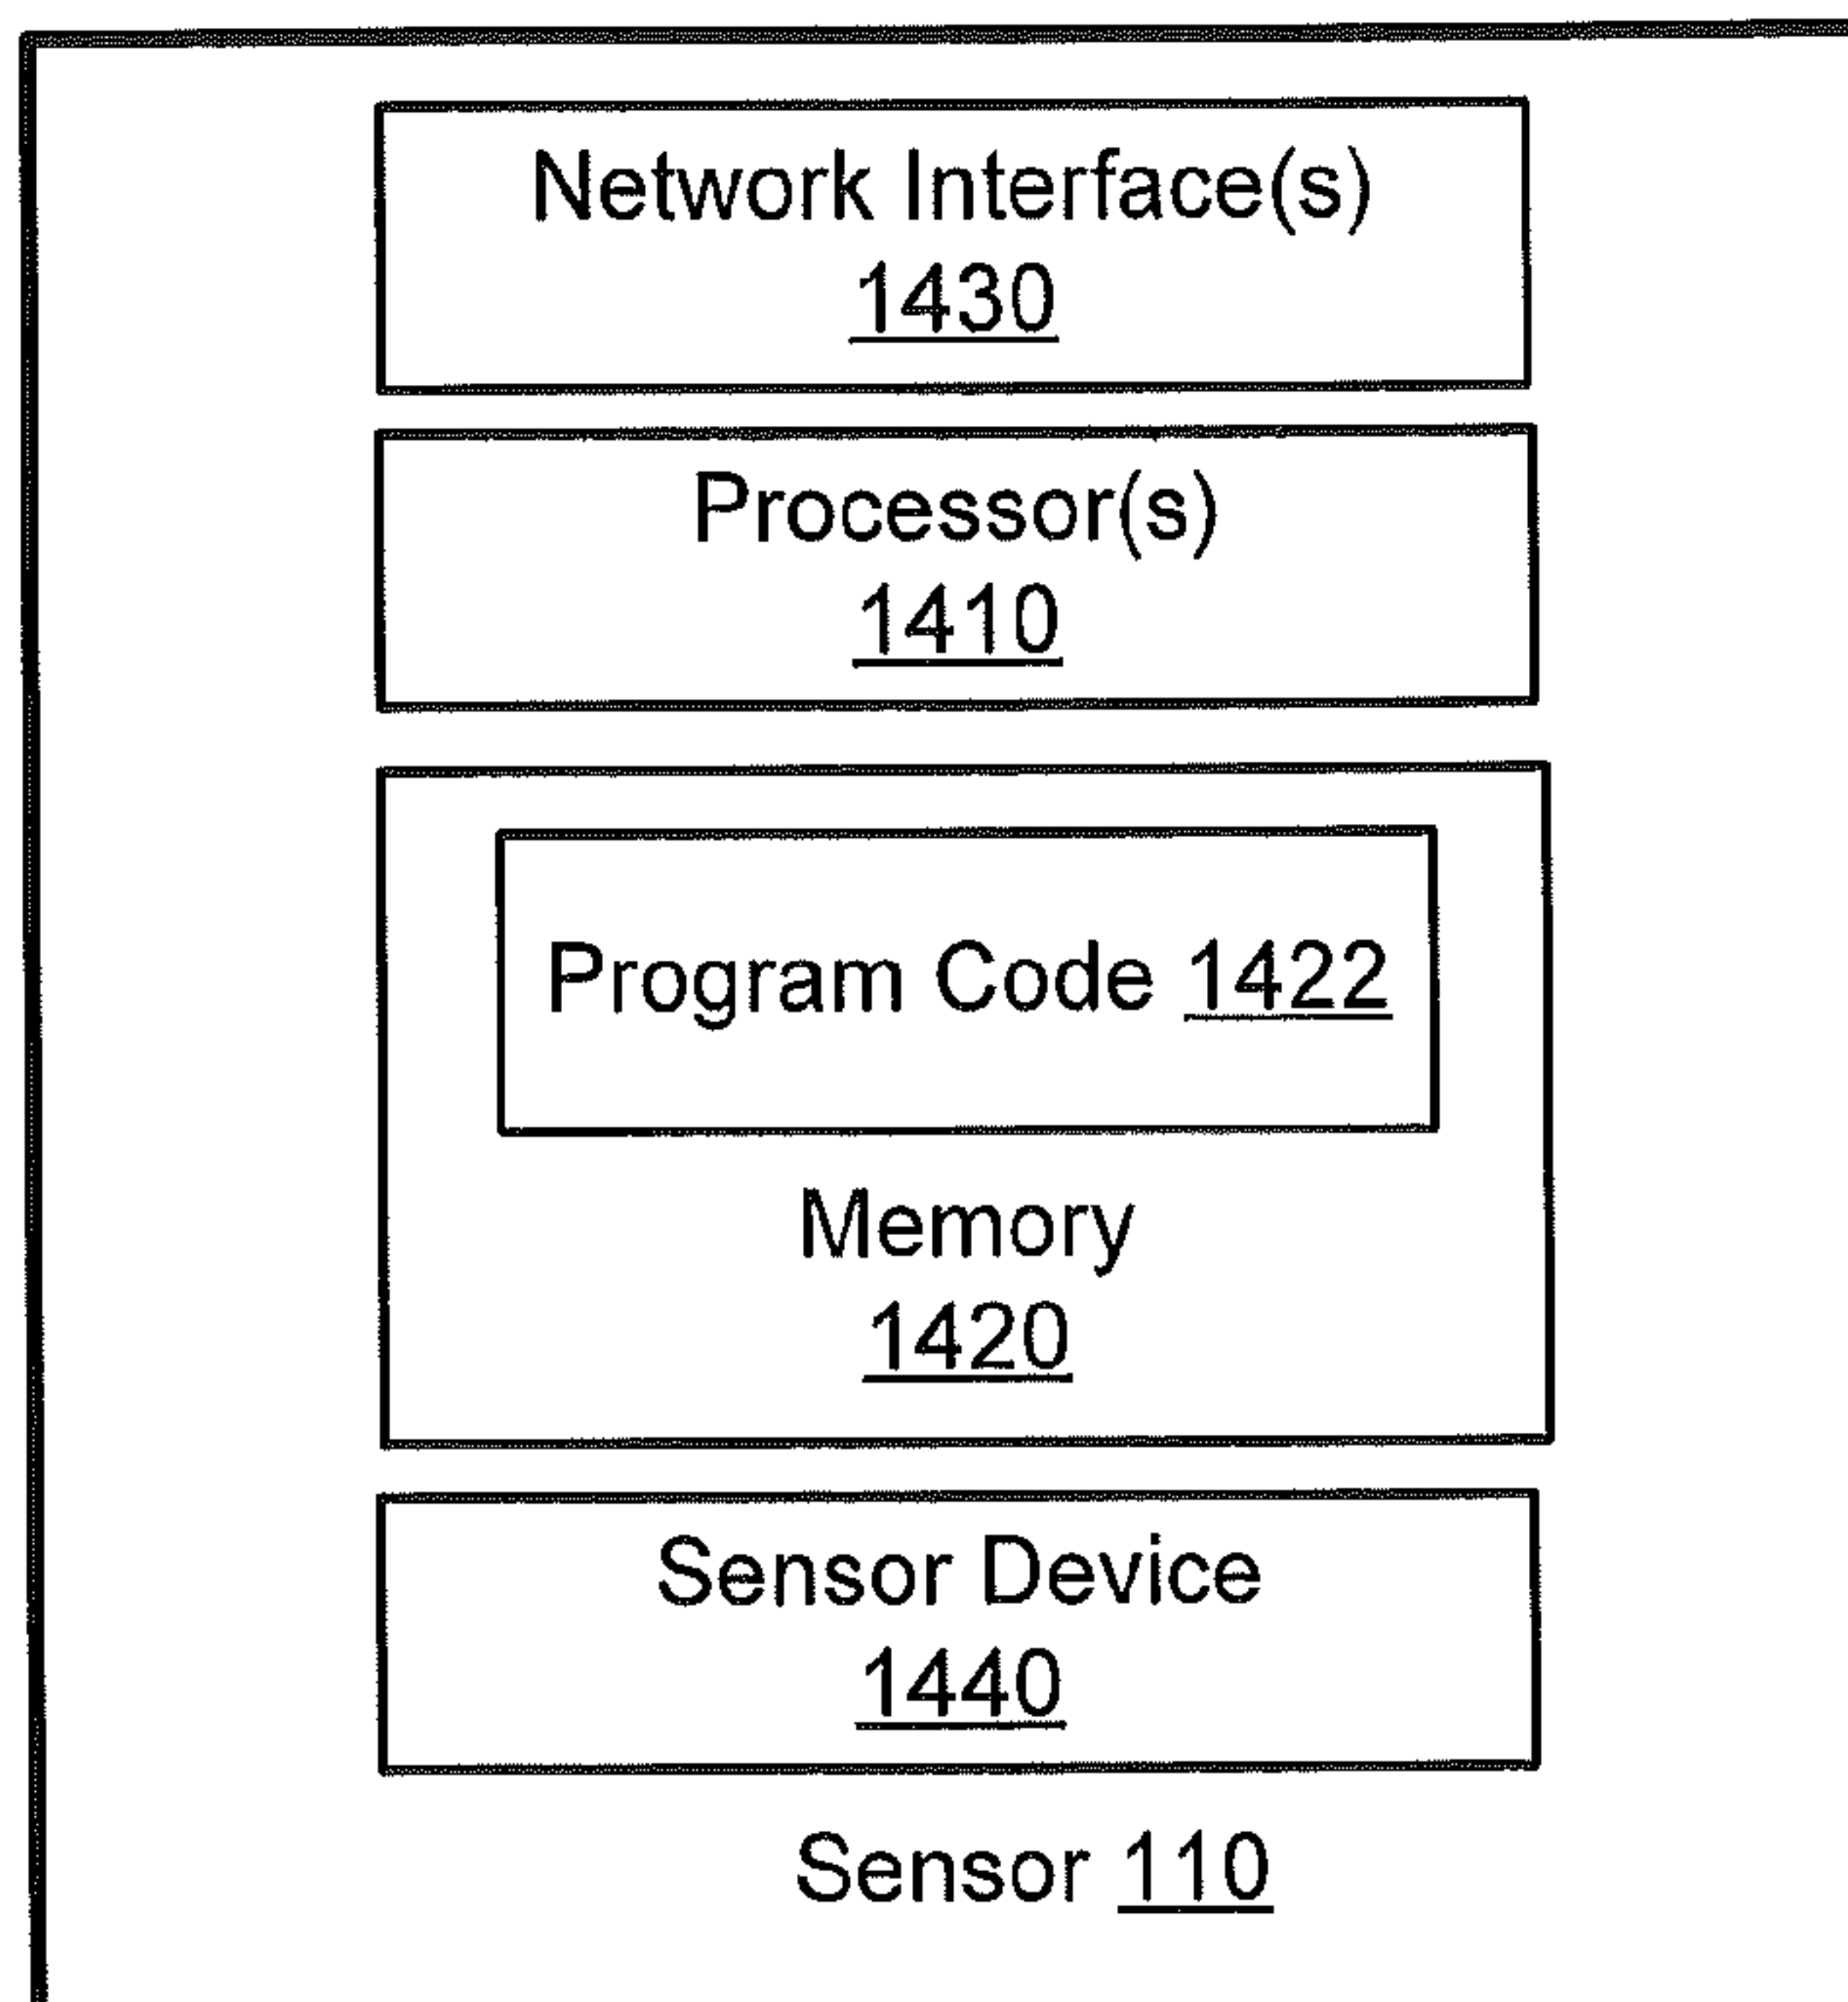 Network Interface(s)
1430
Processor(s)
1410
Program Code 1422
Memory
1420
Sensor Device
1440
Sensor 110